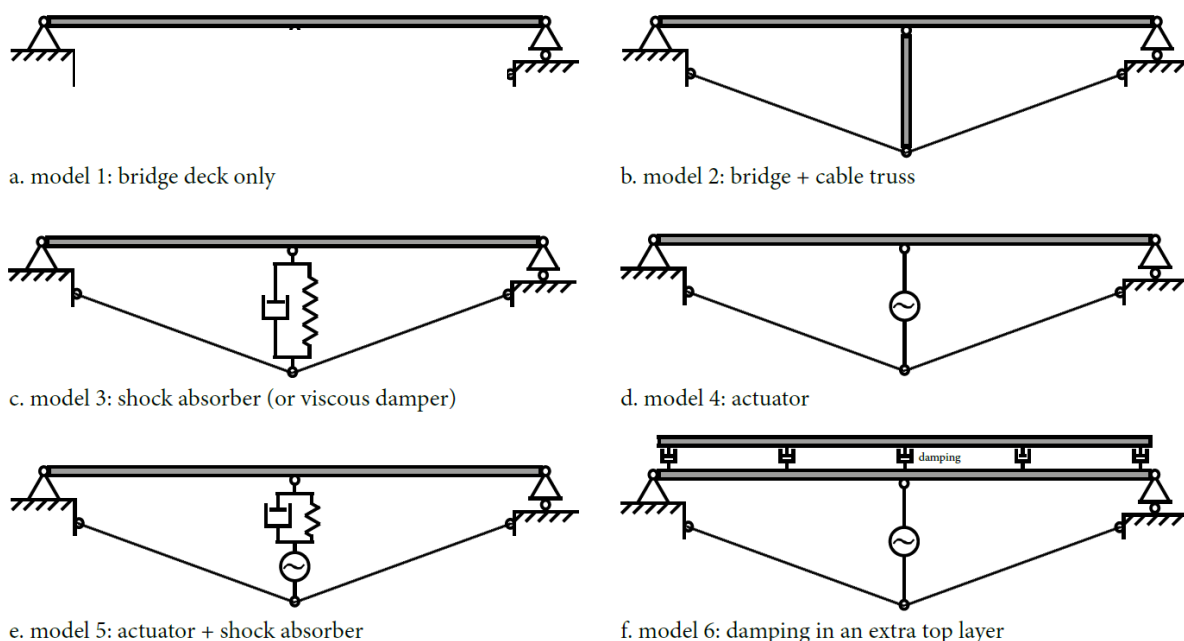 a. model 1: bridge deck only
b. model 2: bridge + cable truss
c. model 3: shock absorber (or viscous damper)
d. model 4: actuator
damping
e. model 5: actuator + shock absorber
f. model 6: damping in an extra top layer